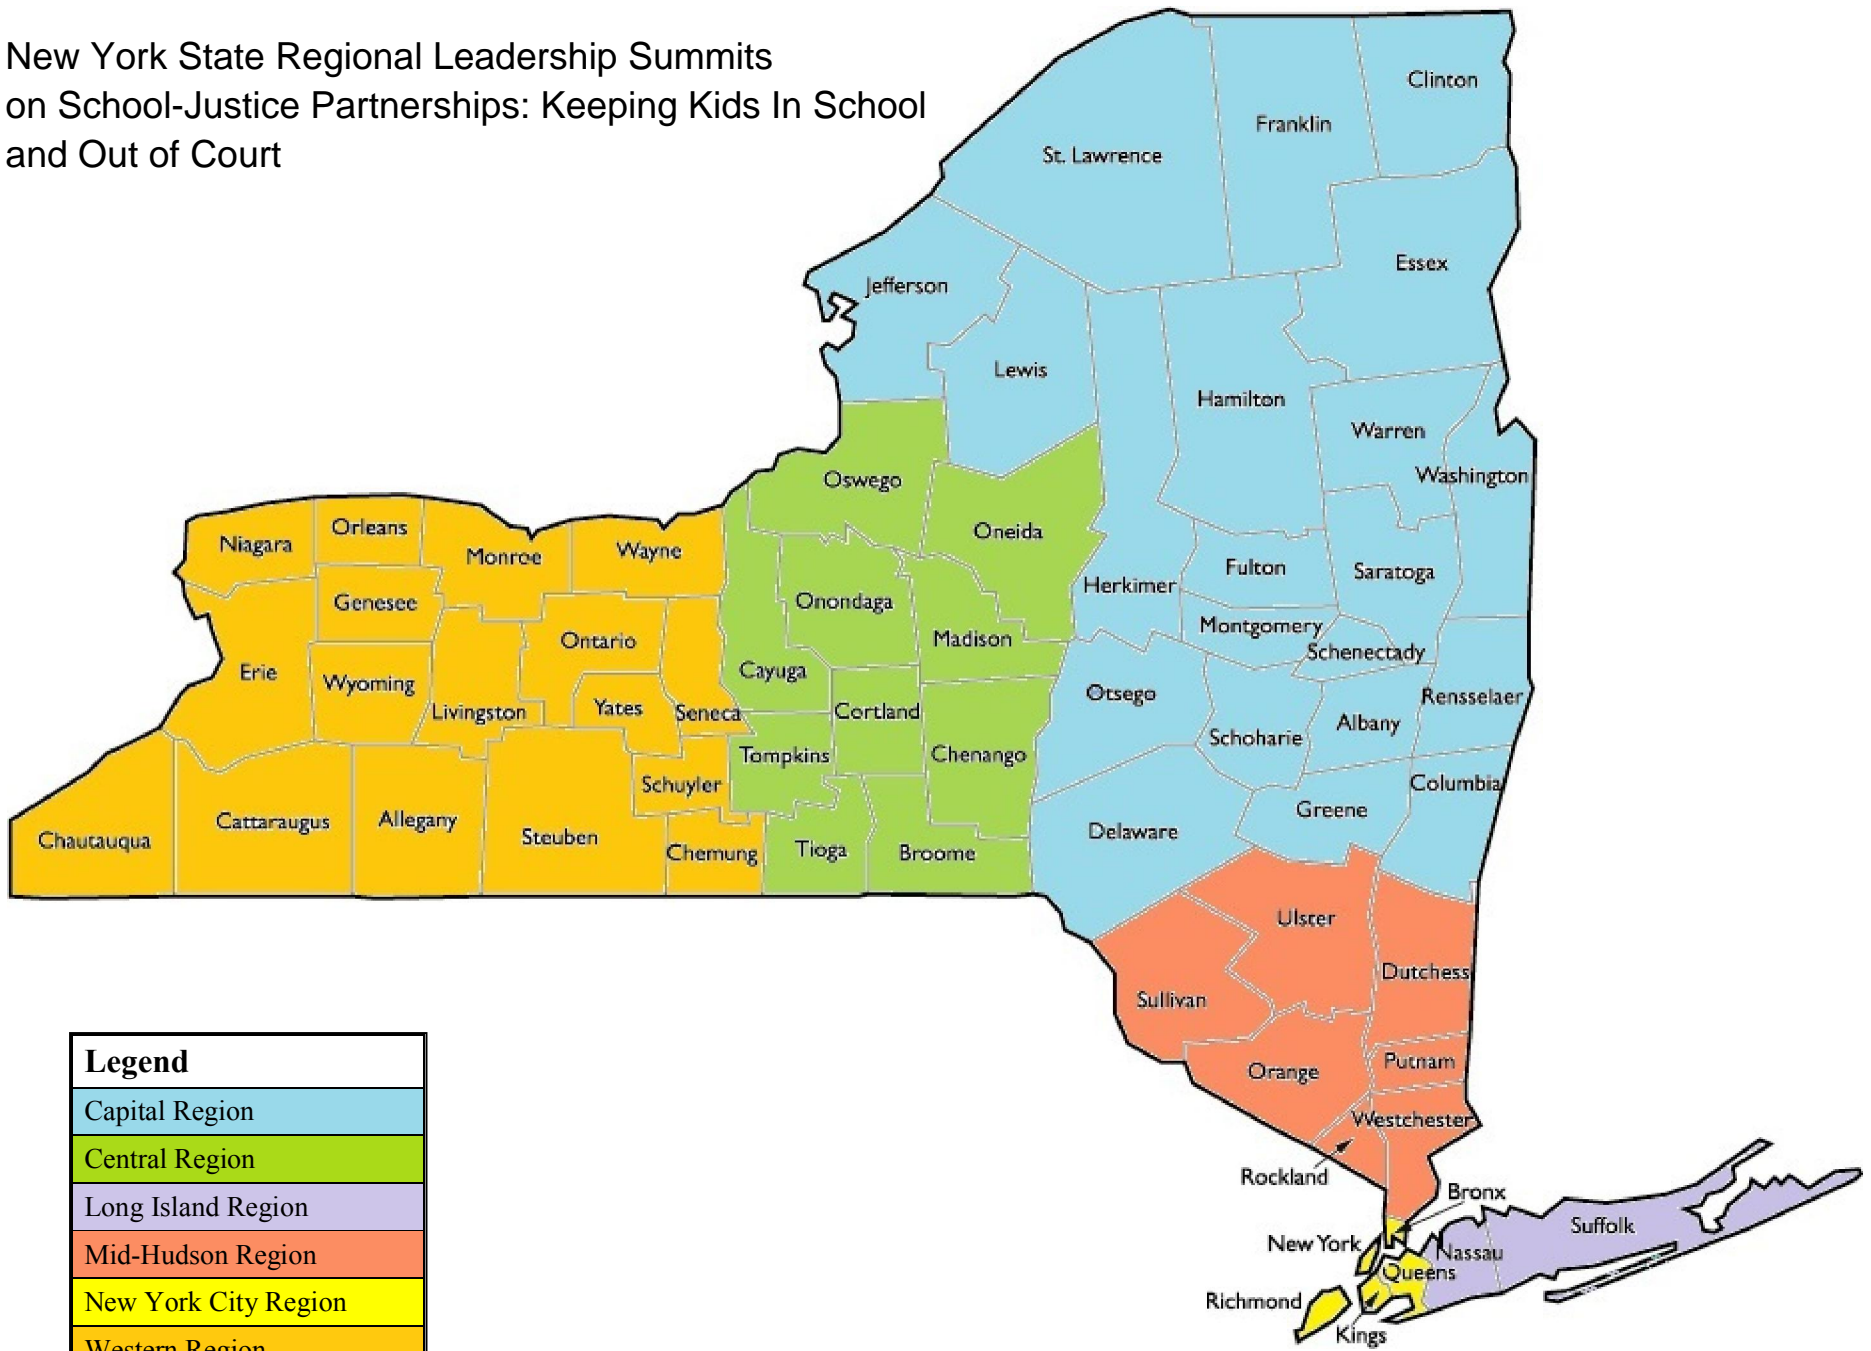 New York State Regional Leadership Summits
on School-Justice Partnerships: Keeping Kids In School
and Out of Court
Clinton
Franklin
St. Lawrence
Essex
Jefferson
Lewis
Hamilton
Warren
Washington
Oswego
Oneida
Herkimer
Fulton
Saratoga
Montgomery
Schenectady
Niagara
Orleans
Monroe
Wayne
Genesee
Ontario
Onondaga
Madison
Erie
Wyoming
Livingston
Yates
Seneca
Cayuga
Cortland
Otsego
Schoharie
Albany
Rensselaer
Tompkins
Chenango
Schuyler
Columbia
Greene
Chautauqua
Cattaraugus
Allegany
Steuben
Chemung
Tioga
Broome
Delaware
Ulster
Dutchess
Sullivan
Orange
Putnam
Westchester
Rockland
Bronx
New York
Nassau
Suffolk
Queens
Richmond
Kings
Legend
Capital Region
Central Region
Long Island Region
Mid-Hudson Region
New York City Region
Western Region